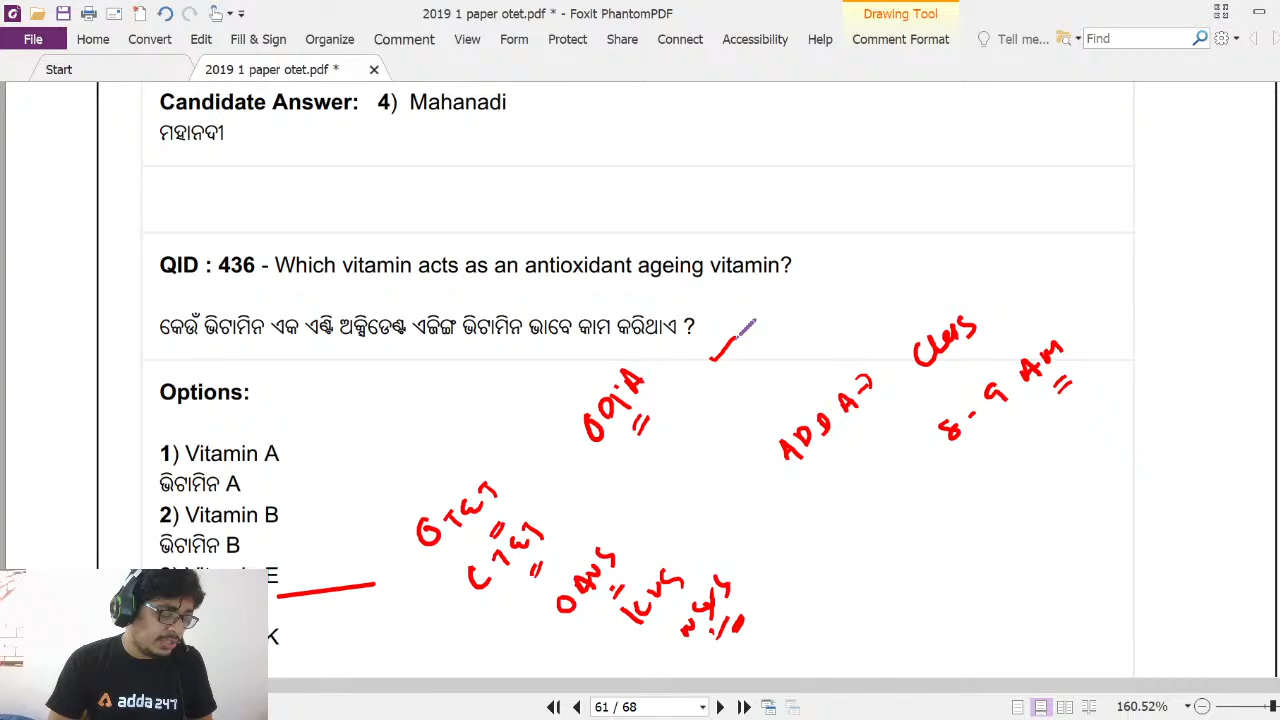 2019 1 paper otet.pdf * - Foxit PhantomPDF
Drawing Tool
File Home Convert Edit Fill & Sign Organize Comment View Form Protect Share Connect Accessibility Help Comment Format Tell me... Find
Start
2019 1 paper otet.pdf *
Candidate Answer: 4) Mahanadi
ମହାନଦୀ
QID : 436 - Which vitamin acts as an antioxidant ageing vitamin?
କେଉଁ ଭିଟାମିନ ଏକ ଏଣ୍ଟି ଅକ୍ସିଡେଣ୍ଟ ଏଜିଙ୍ଗ ଭିଟାମିନ ଭାବେ କାମ କରିଥାଏ ?
Class
8-9 AM
ODiA
ADDA
Options:
1) Vitamin A
ଭିଟାମିନ A
2) Vitamin B
ଭିଟାମିନ B
OTET
CTET
OAVS
KVS
E
K
adda247
61 / 68
160.52%